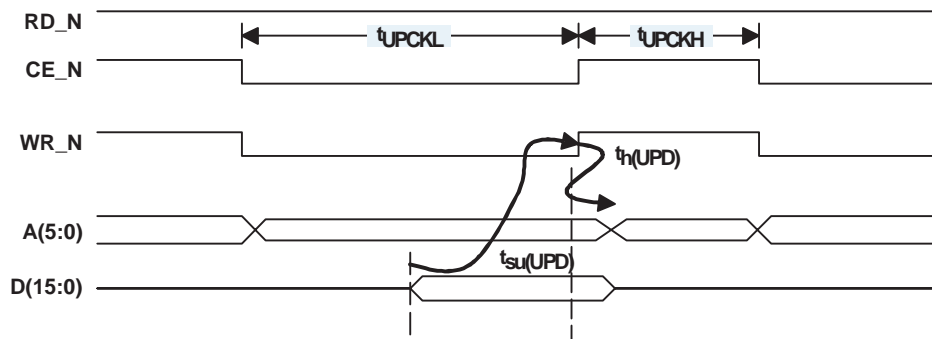 RD_N
tUPCKL
tUPCKH
CE_N
WR_N
th(UPD)
A(5:0)
tsu(UPD)
D(15:0)